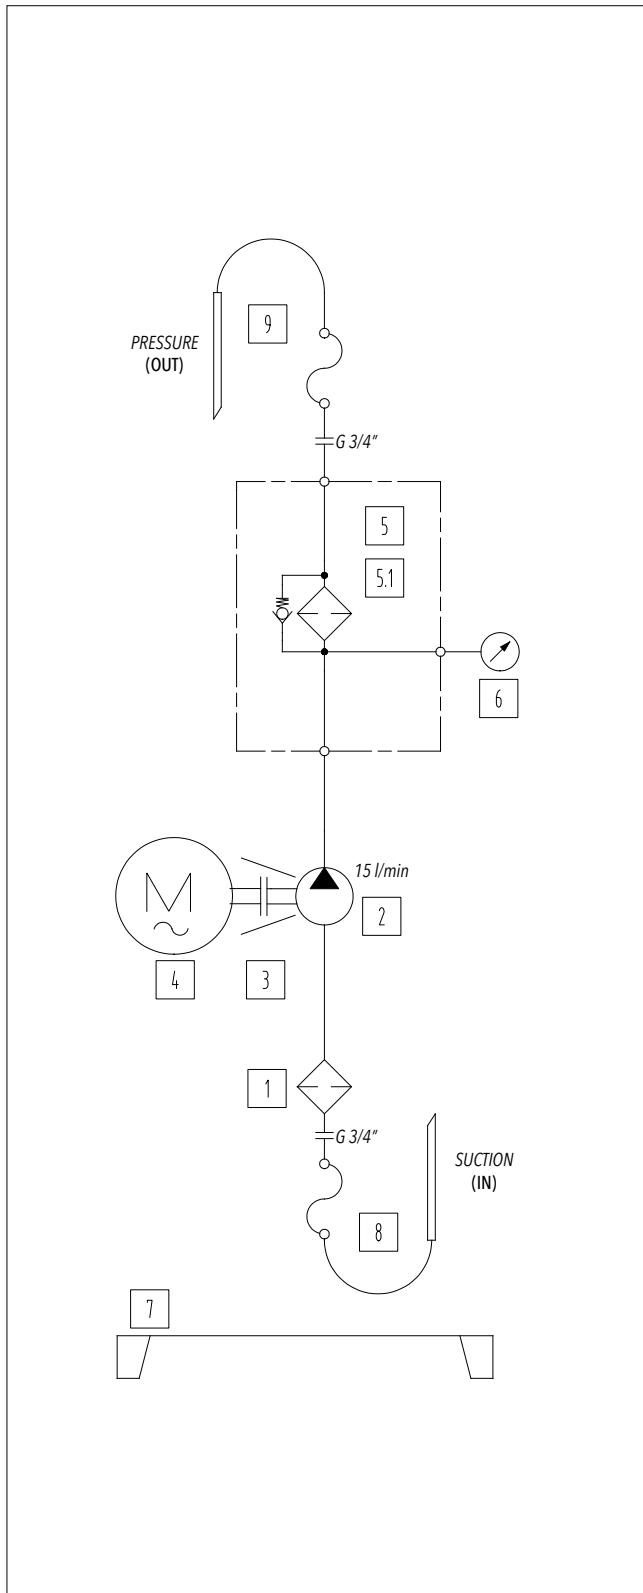 9
PRESSURE
(OUT)
G 3/4"
5
5.1
6
15 l/min
2
M
4
3
1
G 3/4"
SUCTION
(IN)
8
7